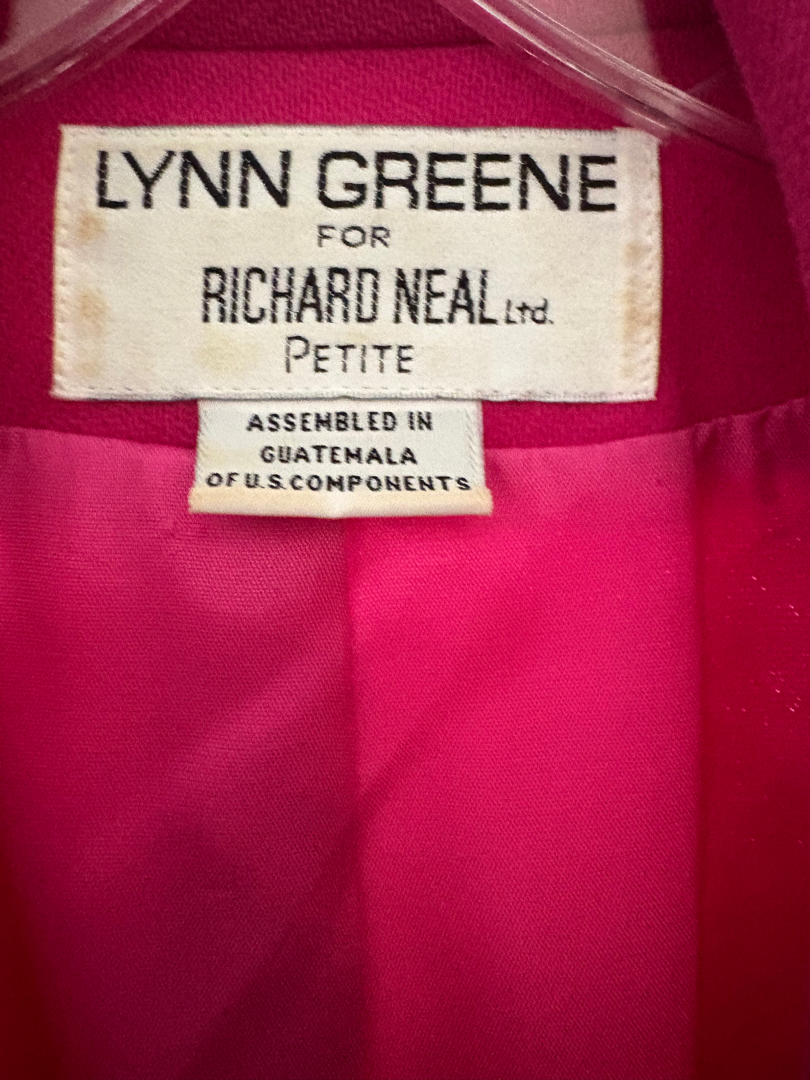 LYNN GREENE
FOR
RICHARD NEAL Ltd.
PETITE
ASSEMBLED IN
GUATEMALA
OF U.S. COMPONENTS